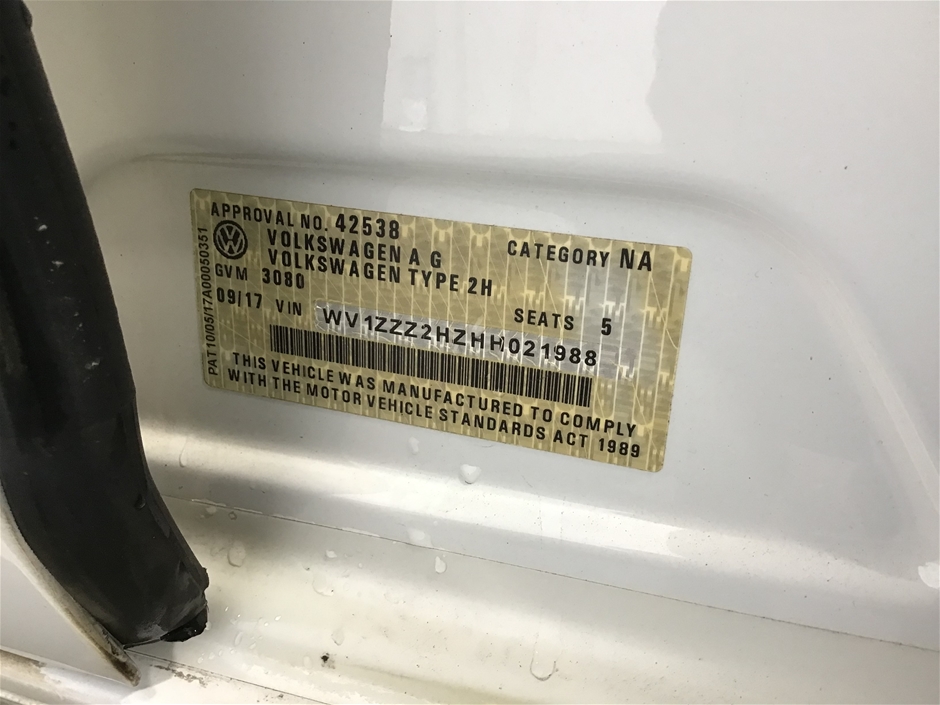 APPROVAL NO. 42538
VOLKSWAGEN A G
CATEGORY NA
VOLKSWAGEN TYPE 2H
GVM 3080
SEATS 5
09/17 VIN WV1ZZZ2HZHH021988
THIS VEHICLE WAS MANUFACTURED TO COMPLY
WITH THE MOTOR VEHICLE STANDARDS ACT 1989
PAT10/05/17A00050351